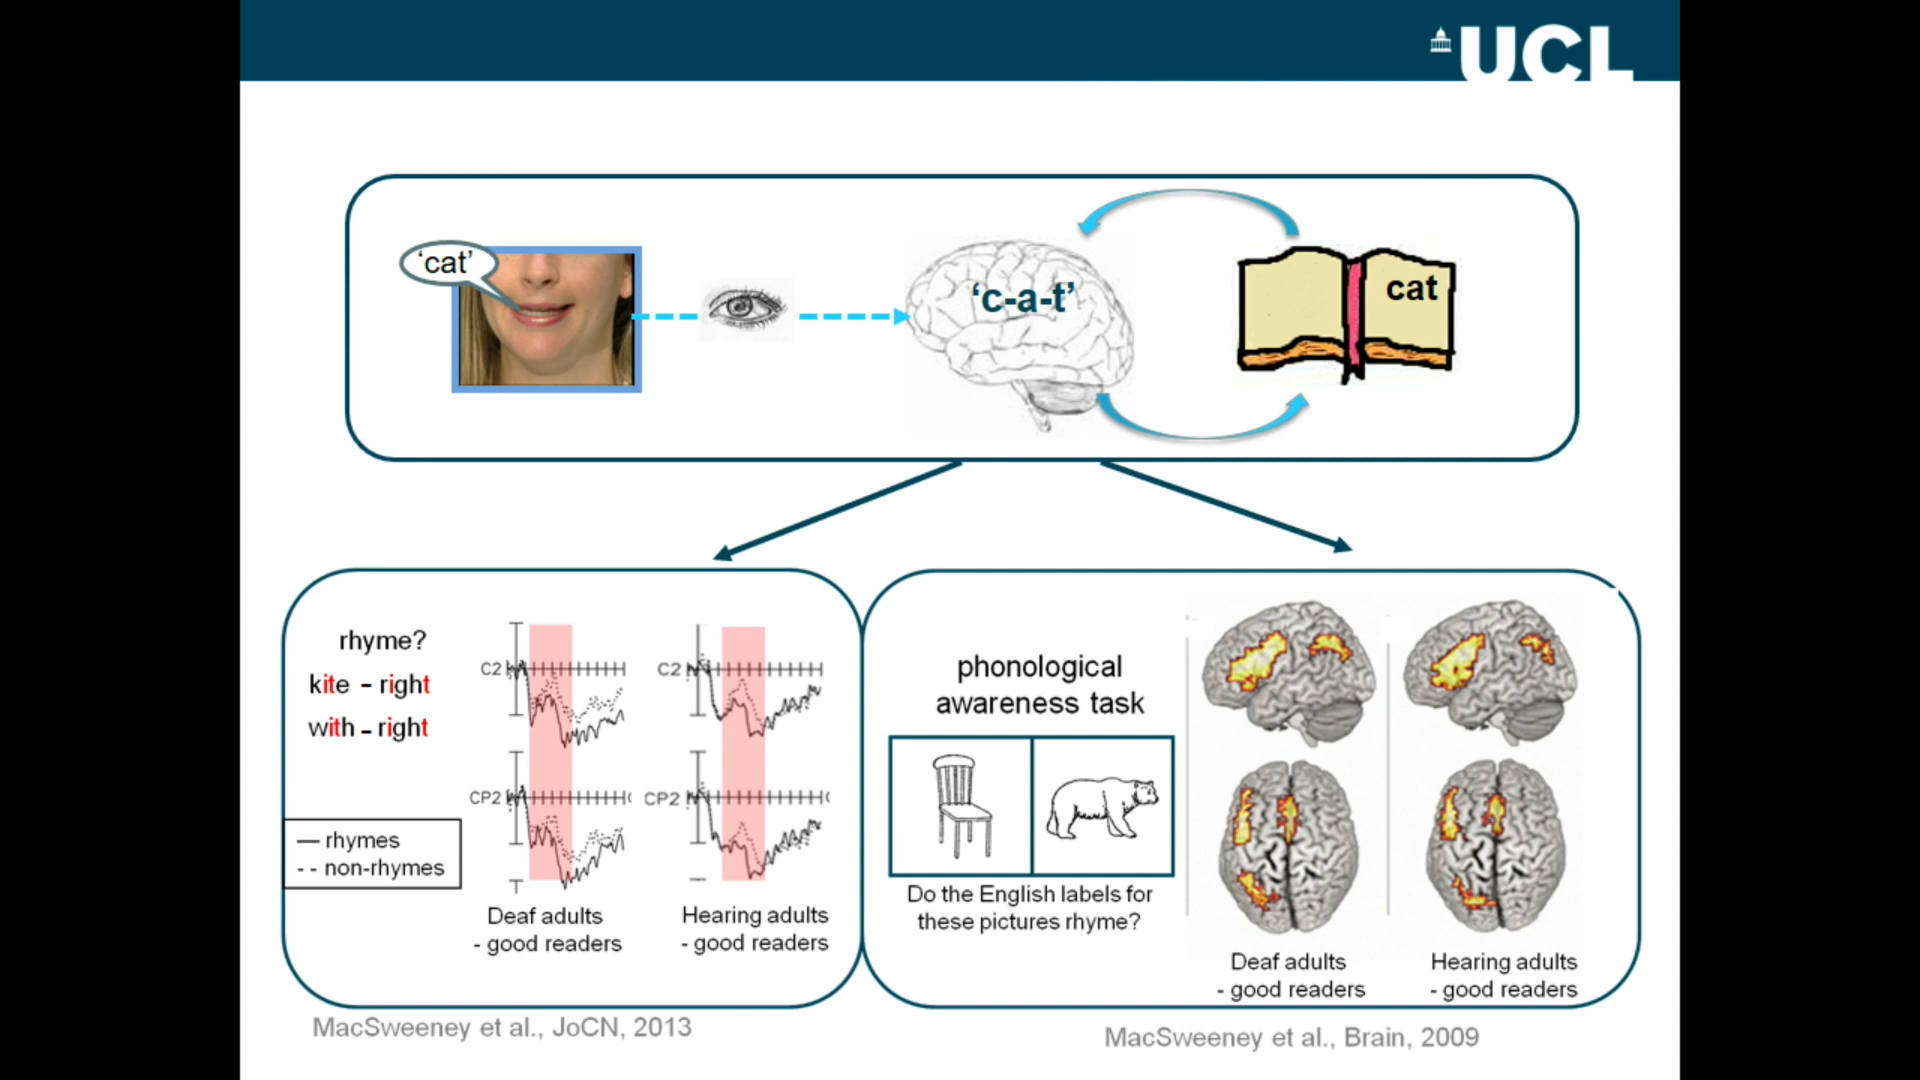 UCL
‘cat’
‘c-a-t’
cat
rhyme?
kite - right
with - right
rhymes
non-rhymes
C2
C2
CP2
CP2
Deaf adults
- good readers
Hearing adults
- good readers
MacSweeney et al., JoCN, 2013
phonological
awareness task
Do the English labels for
these pictures rhyme?
Deaf adults
- good readers
Hearing adults
- good readers
MacSweeney et al., Brain, 2009